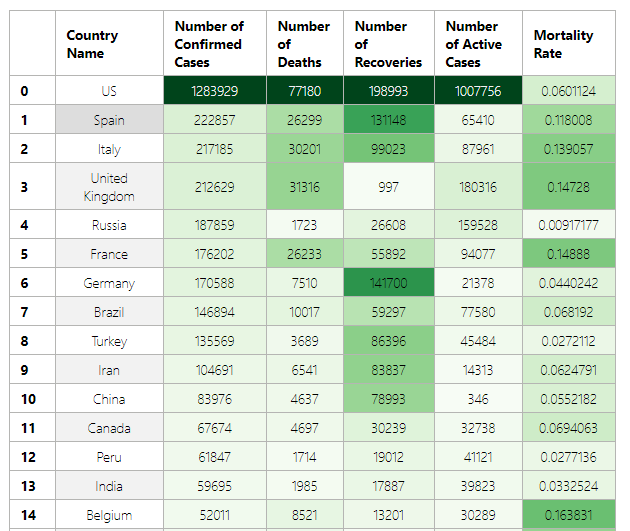 Country Name Number of Confirmed Cases Number of Deaths Number of Recoveries Number of Active Cases Mortality Rate
0 US 1283929 77180 198993 1007756 0.0601124
1 Spain 222857 26299 131148 65410 0.118008
2 Italy 217185 30201 99023 87961 0.139057
3 United Kingdom 212629 31316 997 180316 0.14728
4 Russia 187859 1723 26608 159528 0.00917177
5 France 176202 26233 55892 94077 0.14888
6 Germany 170588 7510 141700 21378 0.0440242
7 Brazil 146894 10017 59297 77580 0.068192
8 Turkey 135569 3689 86396 45484 0.0272112
9 Iran 104691 6541 83837 14313 0.0624791
10 China 83976 4637 78993 346 0.0552182
11 Canada 67674 4697 30239 32738 0.0694063
12 Peru 61847 1714 19012 41121 0.0277136
13 India 59695 1985 17887 39823 0.0332524
14 Belgium 52011 8521 13201 30289 0.163831